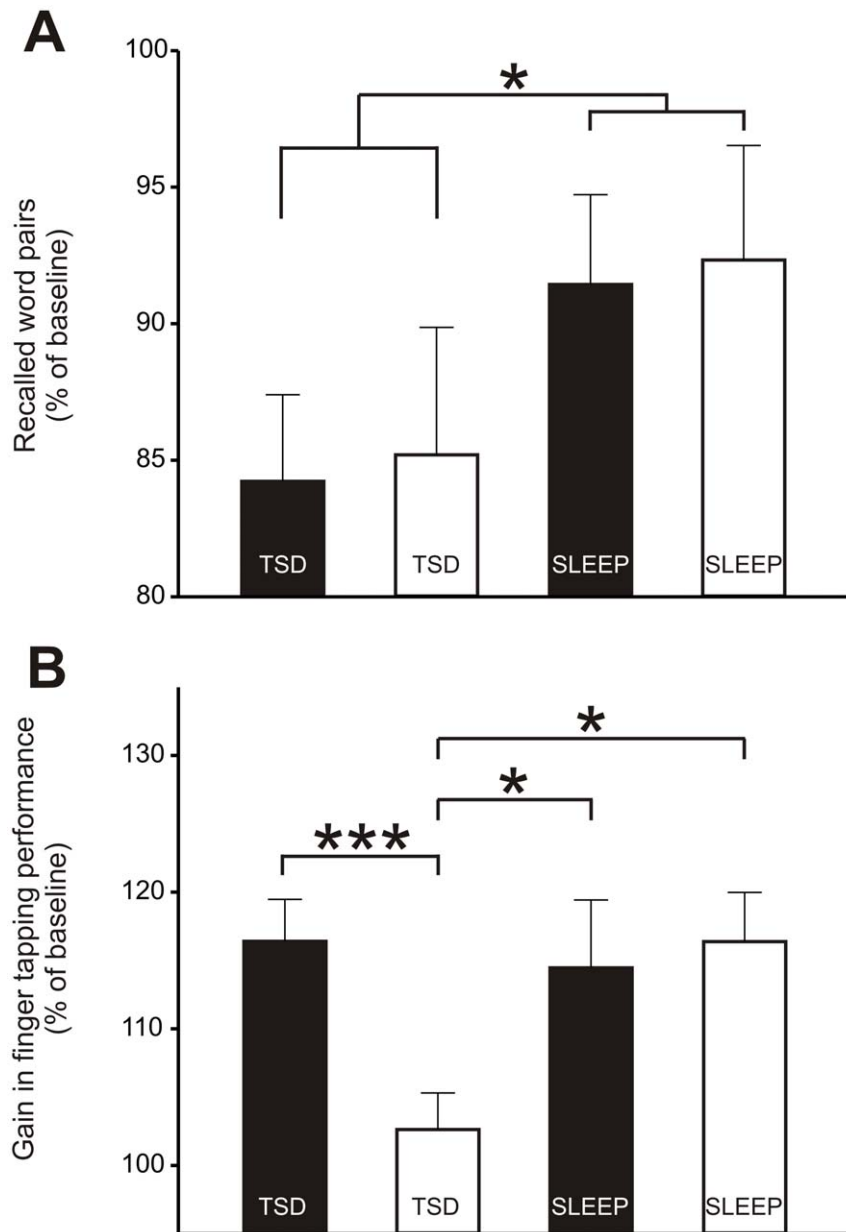 A
Recalled word pairs
(% of baseline)
100
95
90
85
80
*
TSD
TSD
SLEEP
SLEEP
B
Gain in finger tapping performance
(% of baseline)
130
120
110
100
*
*
***
TSD
TSD
SLEEP
SLEEP